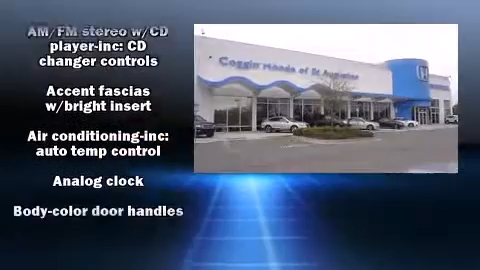 AM/FM stereo w/CD
player-inc: CD
changer controls
Accent fascias
w/bright insert
Air conditioning-inc:
auto temp control
Analog clock
Body-color door handles
Coggin Honda of St Augustine